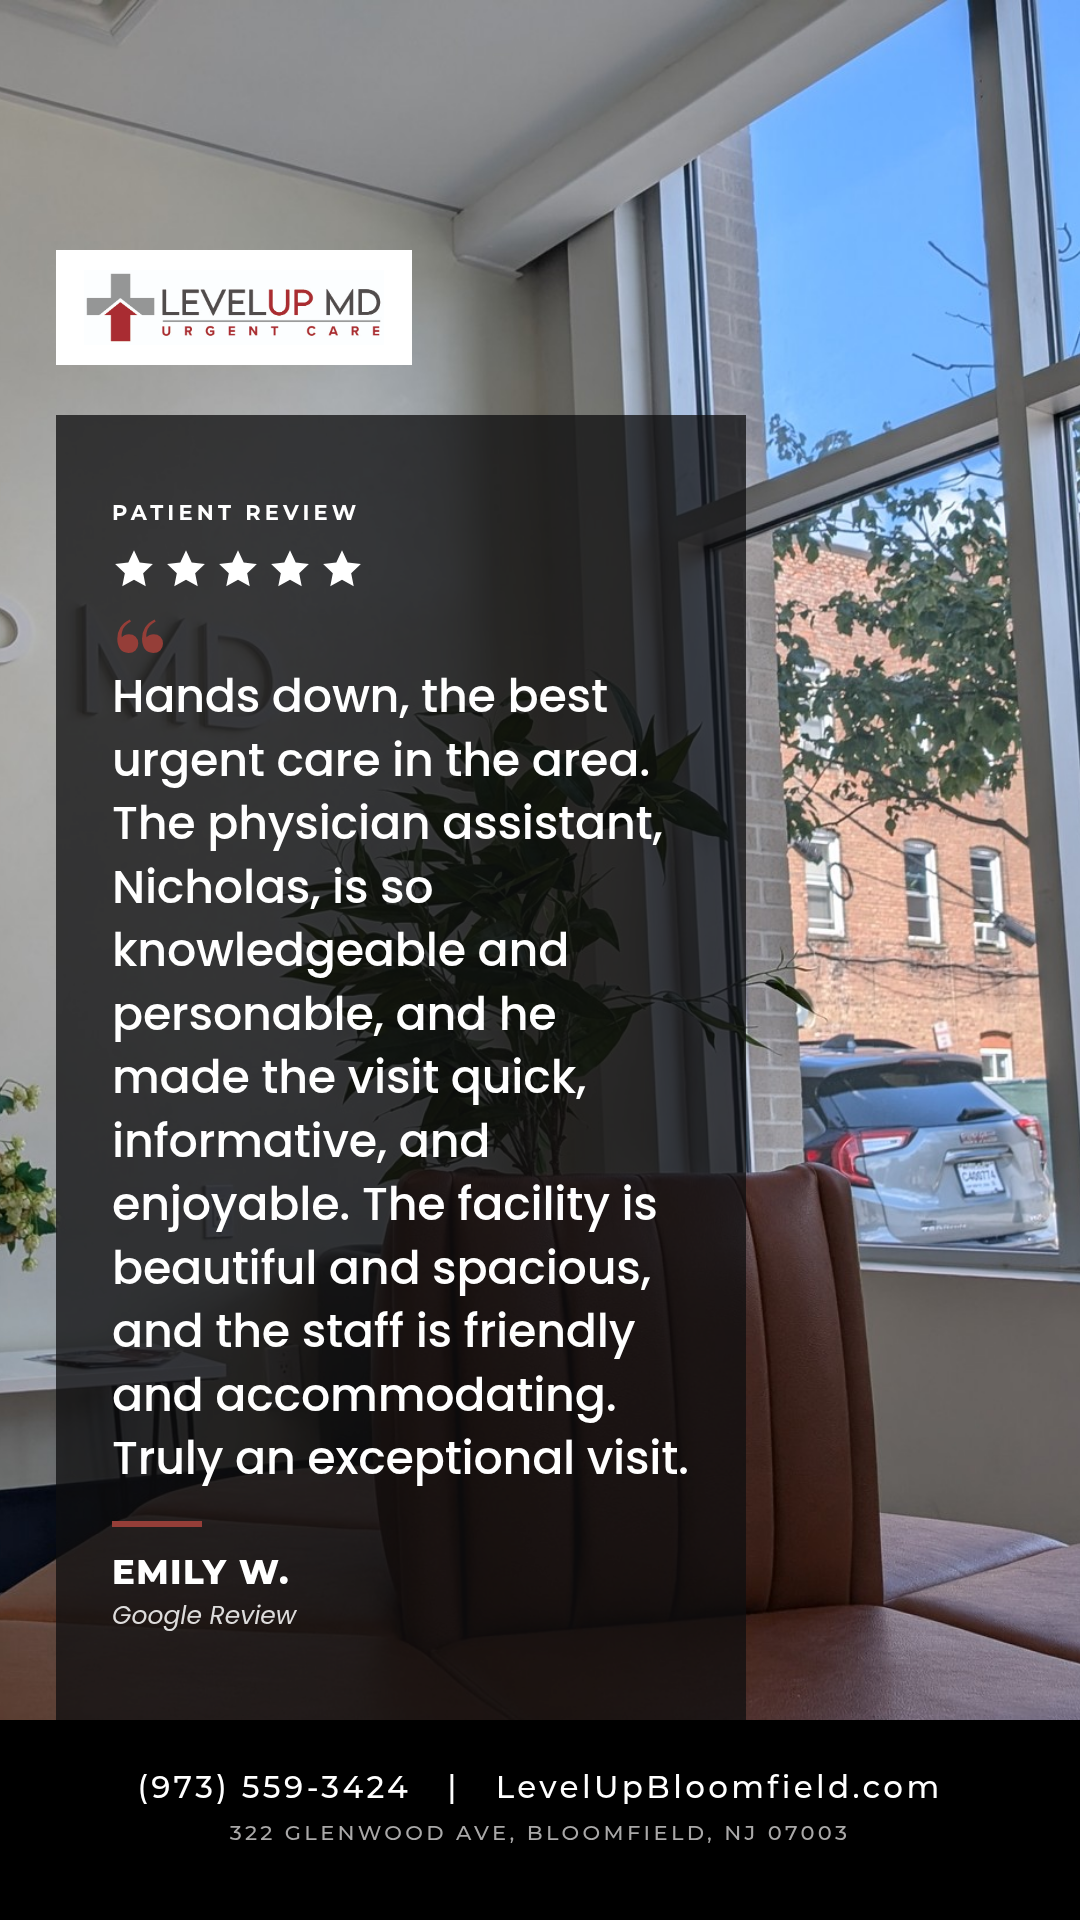 LEVELUP MD
URGENT CARE
PATIENT REVIEW
“
Hands down, the best
urgent care in the area.
The physician assistant,
Nicholas, is so
knowledgeable and
personable, and he
made the visit quick,
informative, and
enjoyable. The facility is
beautiful and spacious,
and the staff is friendly
and accommodating.
Truly an exceptional visit.
EMILY W.
Google Review
(973) 559-3424 | LevelUpBloomfield.com
322 GLENWOOD AVE, BLOOMFIELD, NJ 07003
MD